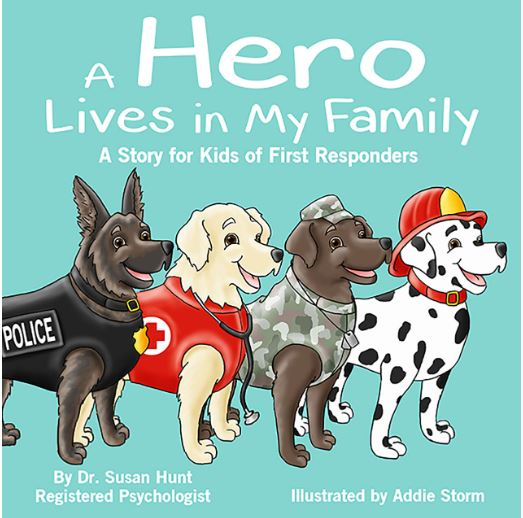 A Hero
Lives in My Family
A Story for Kids of First Responders
POLICE
By Dr. Susan Hunt
Registered Psychologist
Illustrated by Addie Storm